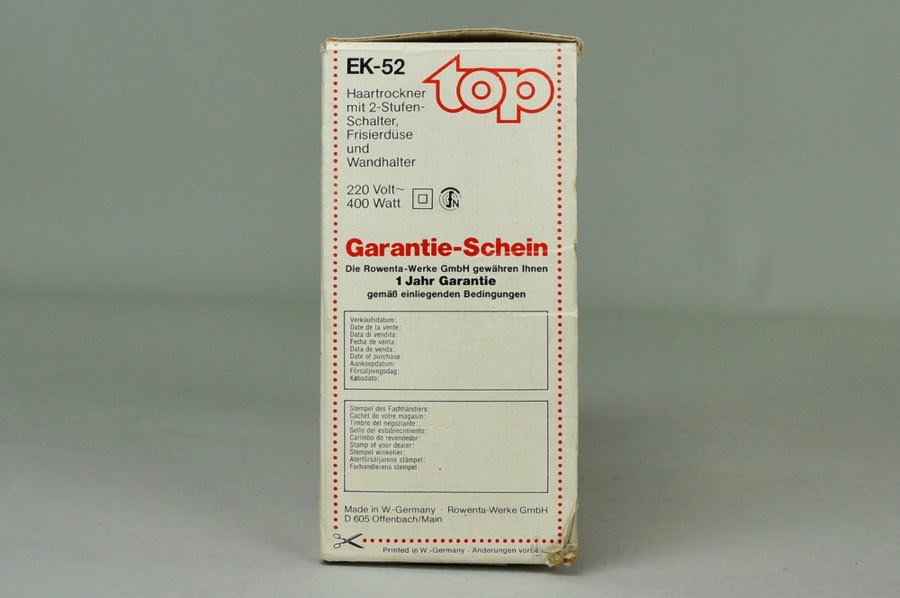 EK-52
top
Haartrockner
mit 2-Stufen-
Schalter,
Frisierdüse
und
Wandhalter
220 Volt~
400 Watt
Garantie-Schein
Die Rowenta-Werke GmbH gewähren Ihnen
1 Jahr Garantie
gemäß einliegenden Bedingungen
Verkaufsdatum:
Date de la vente:
Data di vendita:
Fecha de venta:
Data de venda:
Date of purchase:
Aankoopdatum:
Försäljningsdag:
Købsdato:
Stempel des Fachhändlers:
Cachet de votre magasin:
Timbro del negoziante:
Sello del establecimiento:
Carimbo do revendedor:
Stamp of your dealer:
Stempel winkelier:
Återförsäljarens stämpel:
Forhandlerens stempel:
Made in W.-Germany · Rowenta-Werke GmbH
D 605 Offenbach/Main
Printed in W.-Germany · Änderungen